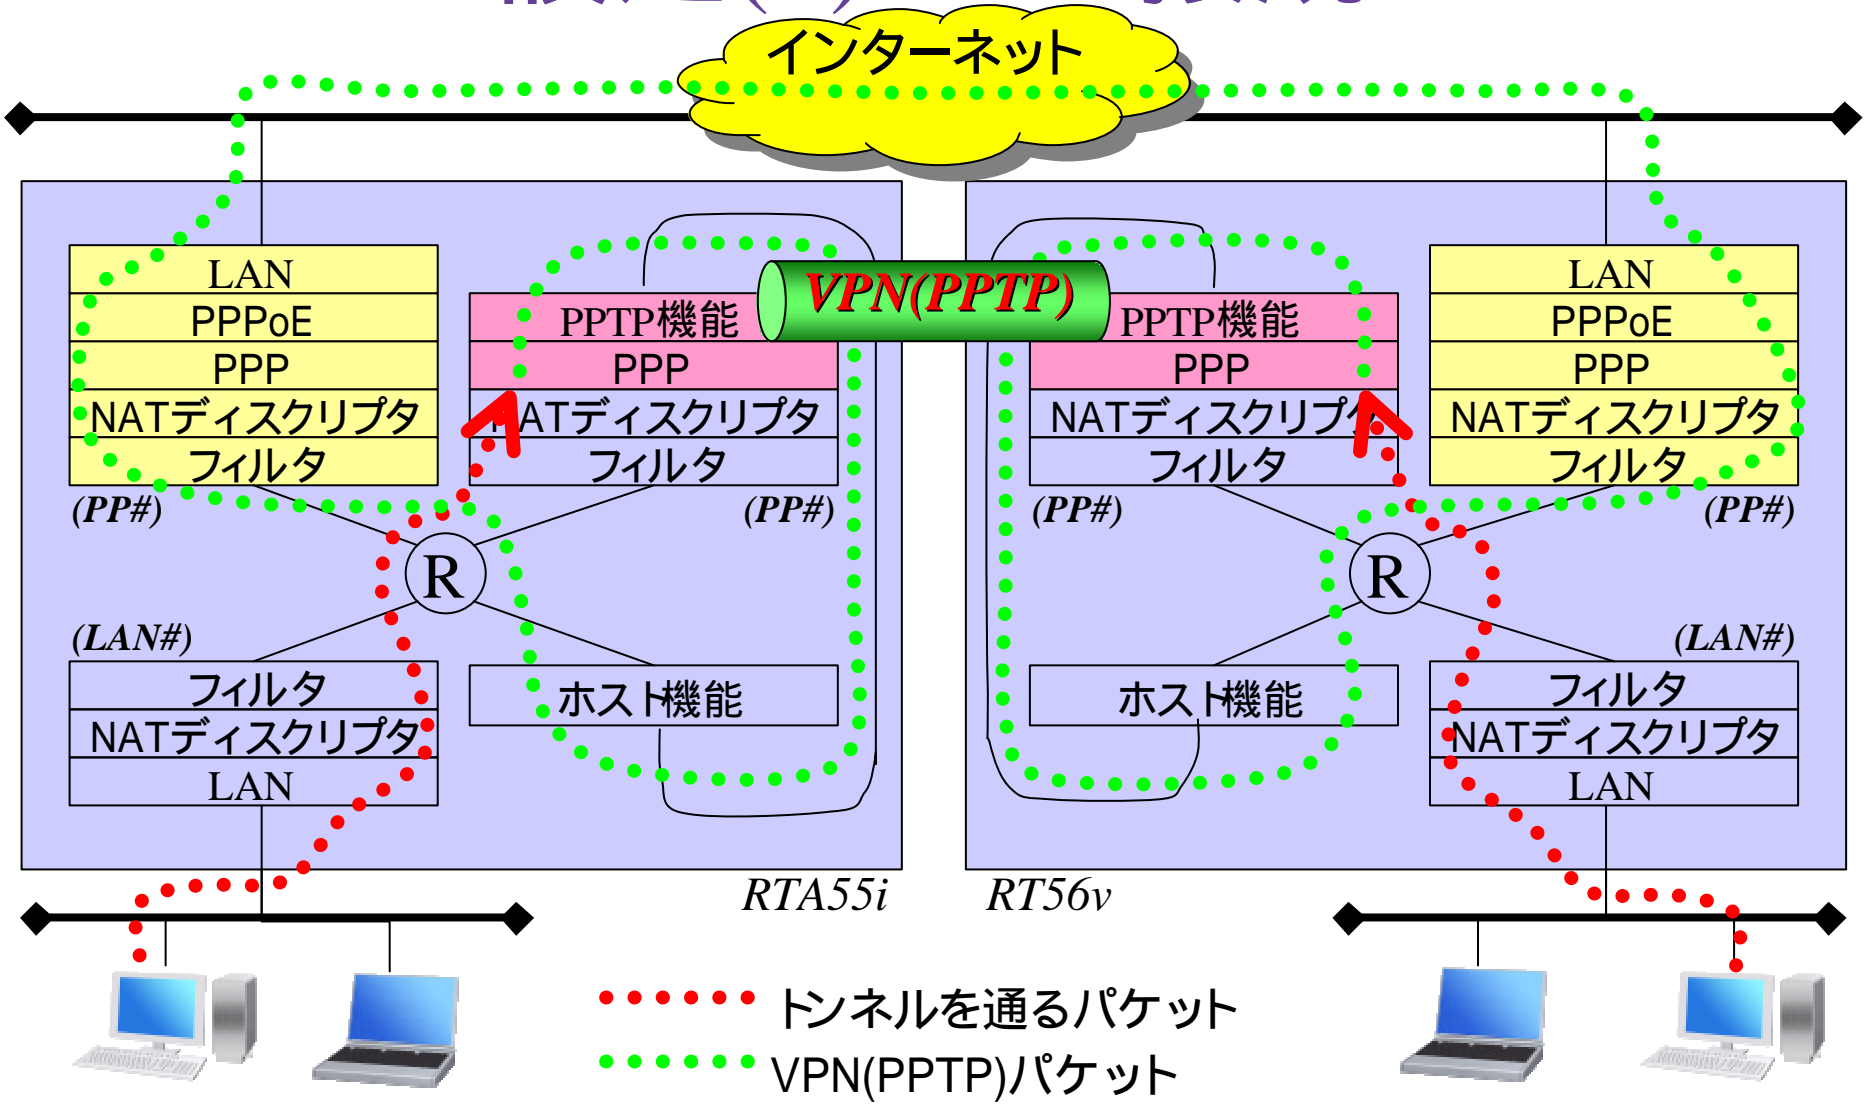 インターネット
LAN
PPPoE
PPP
NATディスクリプタ
フィルタ
(PP#)
PPTP機能
PPP
NATディスクリプタ
フィルタ
(PP#)
VPN(PPTP)
PPTP機能
PPP
NATディスクリプタ
フィルタ
(PP#)
LAN
PPPoE
PPP
NATディスクリプタ
フィルタ
(PP#)
R
R
(LAN#)
フィルタ
NATディスクリプタ
LAN
ホスト機能
ホスト機能
(LAN#)
フィルタ
NATディスクリプタ
LAN
RTA55i
RT56v
トンネルを通るパケット
VPN(PPTP)パケット